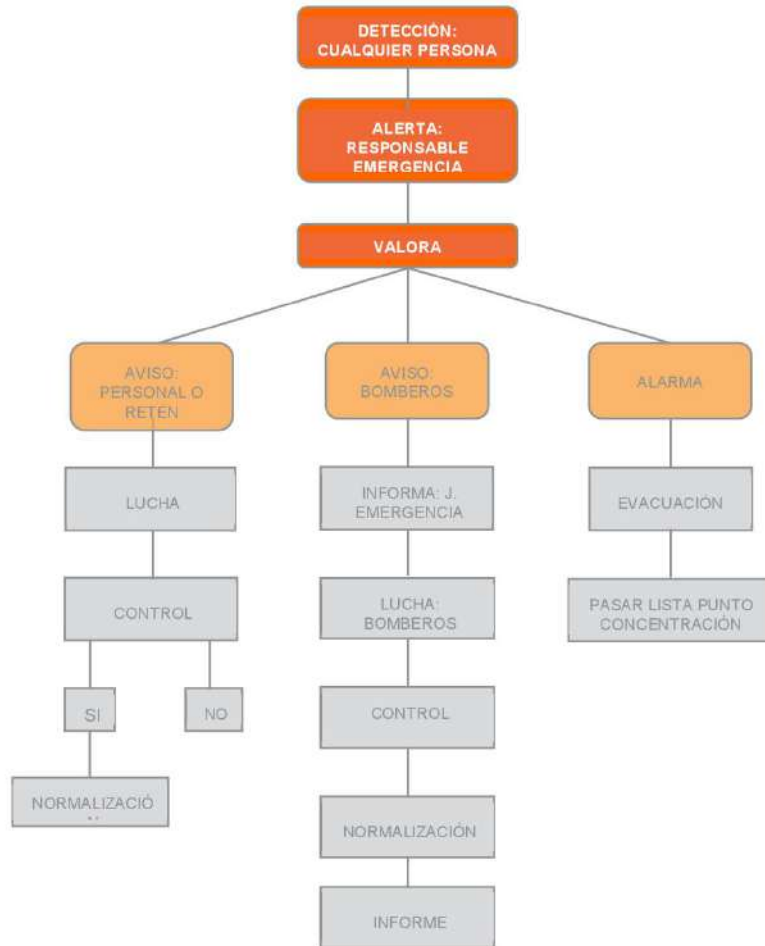 DETECCIÓN:
CUALQUIER PERSONA
ALERTA:
RESPONSABLE
EMERGENCIA
VALORA
AVISO:
PERSONAL O
RETEN
AVISO:
BOMBEROS
ALARMA
LUCHA
INFORMA: J.
EMERGENCIA
EVACUACIÓN
CONTROL
LUCHA:
BOMBEROS
PASAR LISTA PUNTO
CONCENTRACIÓN
SI
NO
CONTROL
NORMALIZACIÓ
NORMALIZACIÓN
INFORME